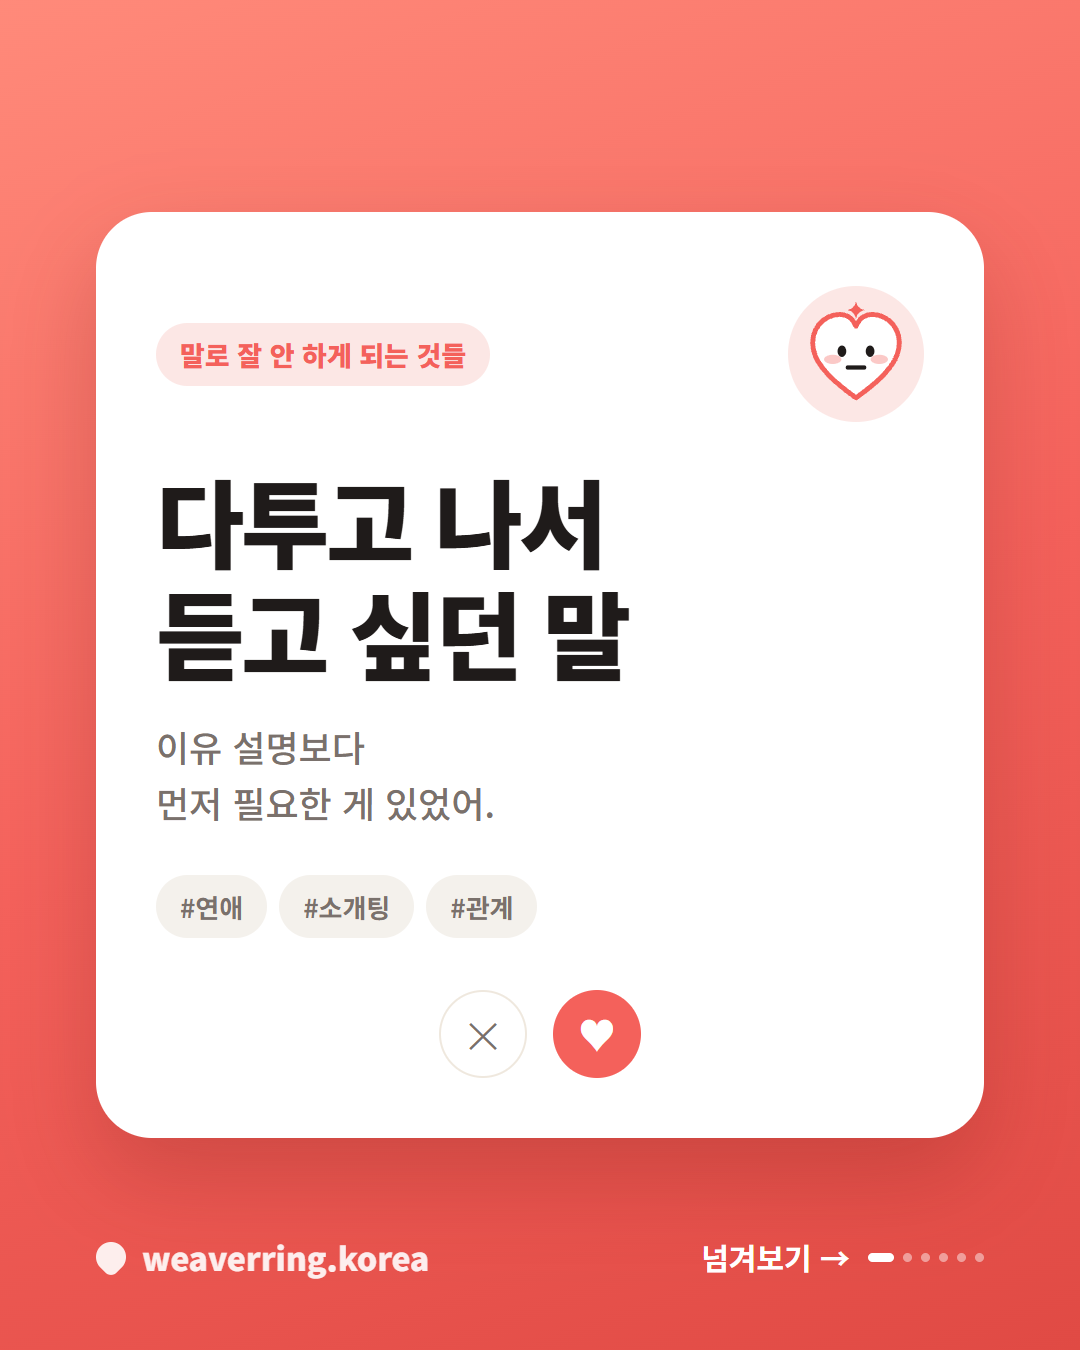 말로 잘 안 하게 되는 것들
다투고 나서
듣고 싶던 말
이유 설명보다
먼저 필요한 게 있었어.
#연애 #소개팅 #관계
weaverring.korea
넘겨보기 →